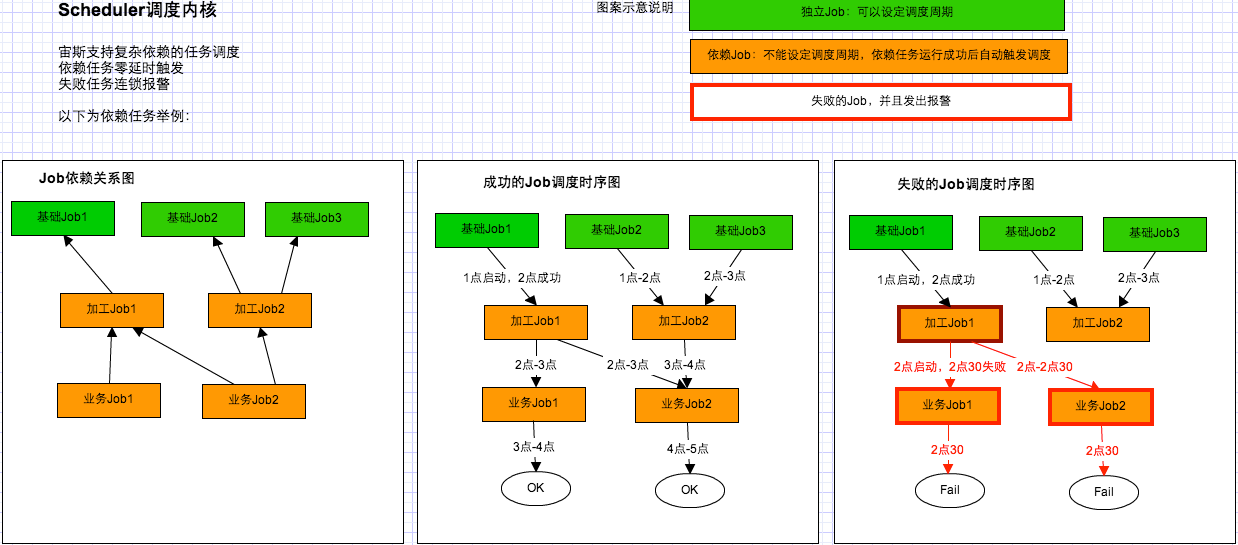 Scheduler调度内核
宙斯支持复杂依赖的任务调度
依赖任务零延时触发
失败任务连锁报警
以下为依赖任务举例：
图案示意说明
独立Job：可以设定调度周期
依赖Job：不能设定调度周期，依赖任务运行成功后自动触发调度
失败的Job，并且发出报警
Job依赖关系图
基础Job1
基础Job2
基础Job3
加工Job1
加工Job2
业务Job1
业务Job2
成功的Job调度时序图
基础Job1
基础Job2
基础Job3
1点启动，2点成功
1点-2点
2点-3点
加工Job1
加工Job2
2点-3点
2点-3点
3点-4点
业务Job1
业务Job2
3点-4点
4点-5点
OK
OK
失败的Job调度时序图
基础Job1
基础Job2
基础Job3
1点启动，2点成功
1点-2点
2点-3点
加工Job1
加工Job2
2点启动，2点30失败
2点-2点30
业务Job1
业务Job2
2点30
2点30
Fail
Fail